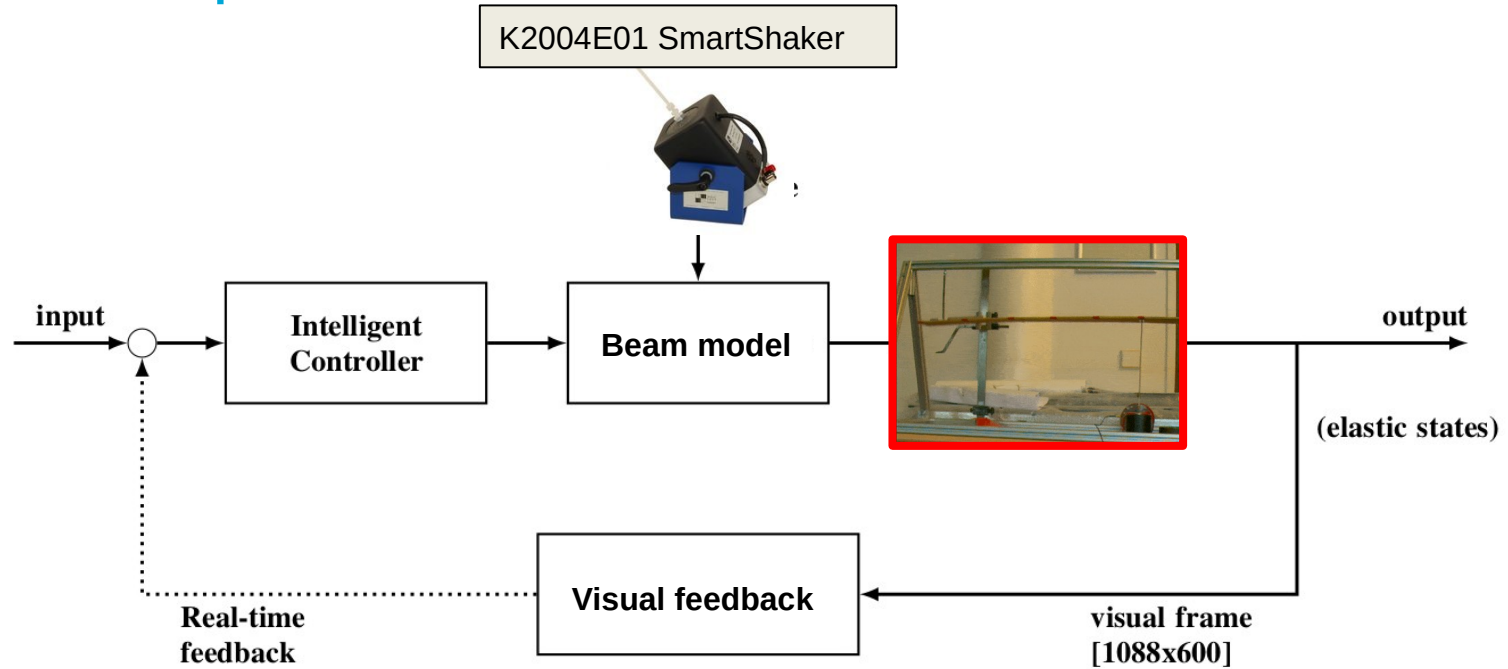 K2004E01 SmartShaker
input
Intelligent
Controller
Beam model
output
(elastic states)
Visual feedback
Real-time
feedback
visual frame
[1088x600]